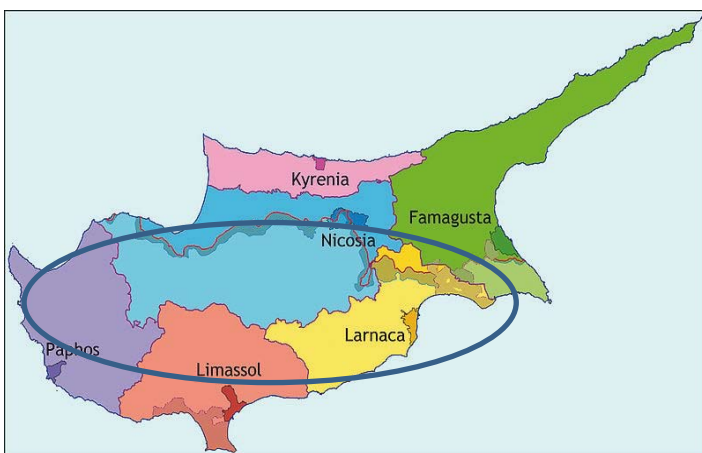 Kyrenia
Famagusta
Nicosia
Larnaca
Paphos
Limassol